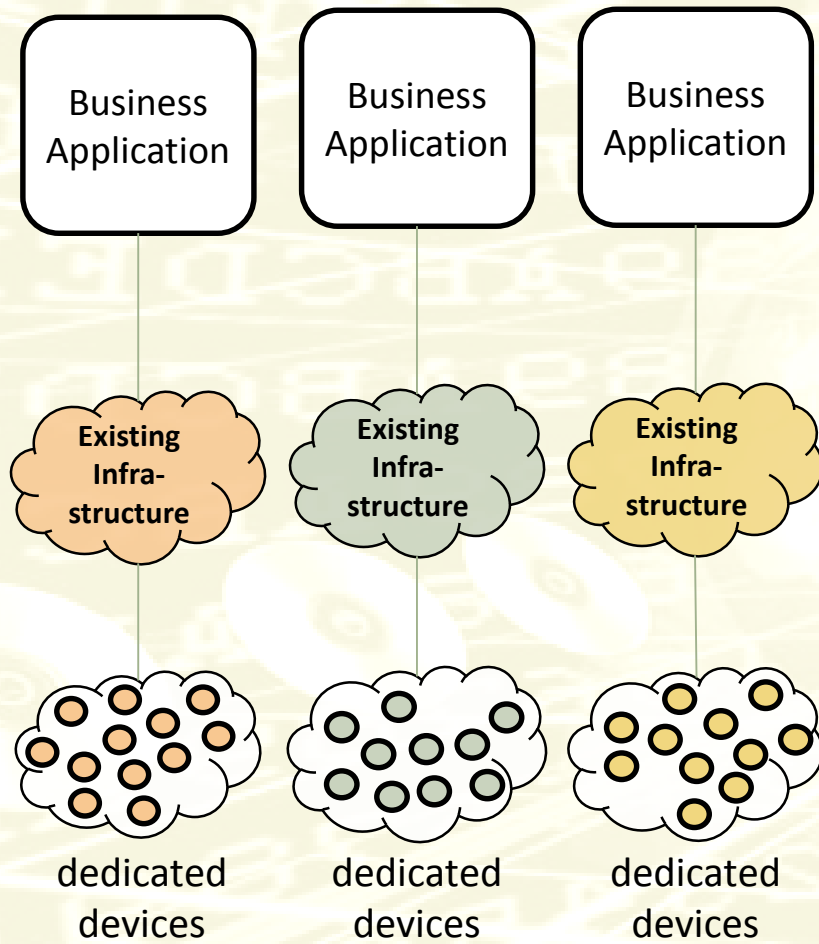 Business
Application
Business
Application
Business
Application
Existing
Infra-
structure
Existing
Infra-
structure
Existing
Infra-
structure
dedicated
devices
dedicated
devices
dedicated
devices